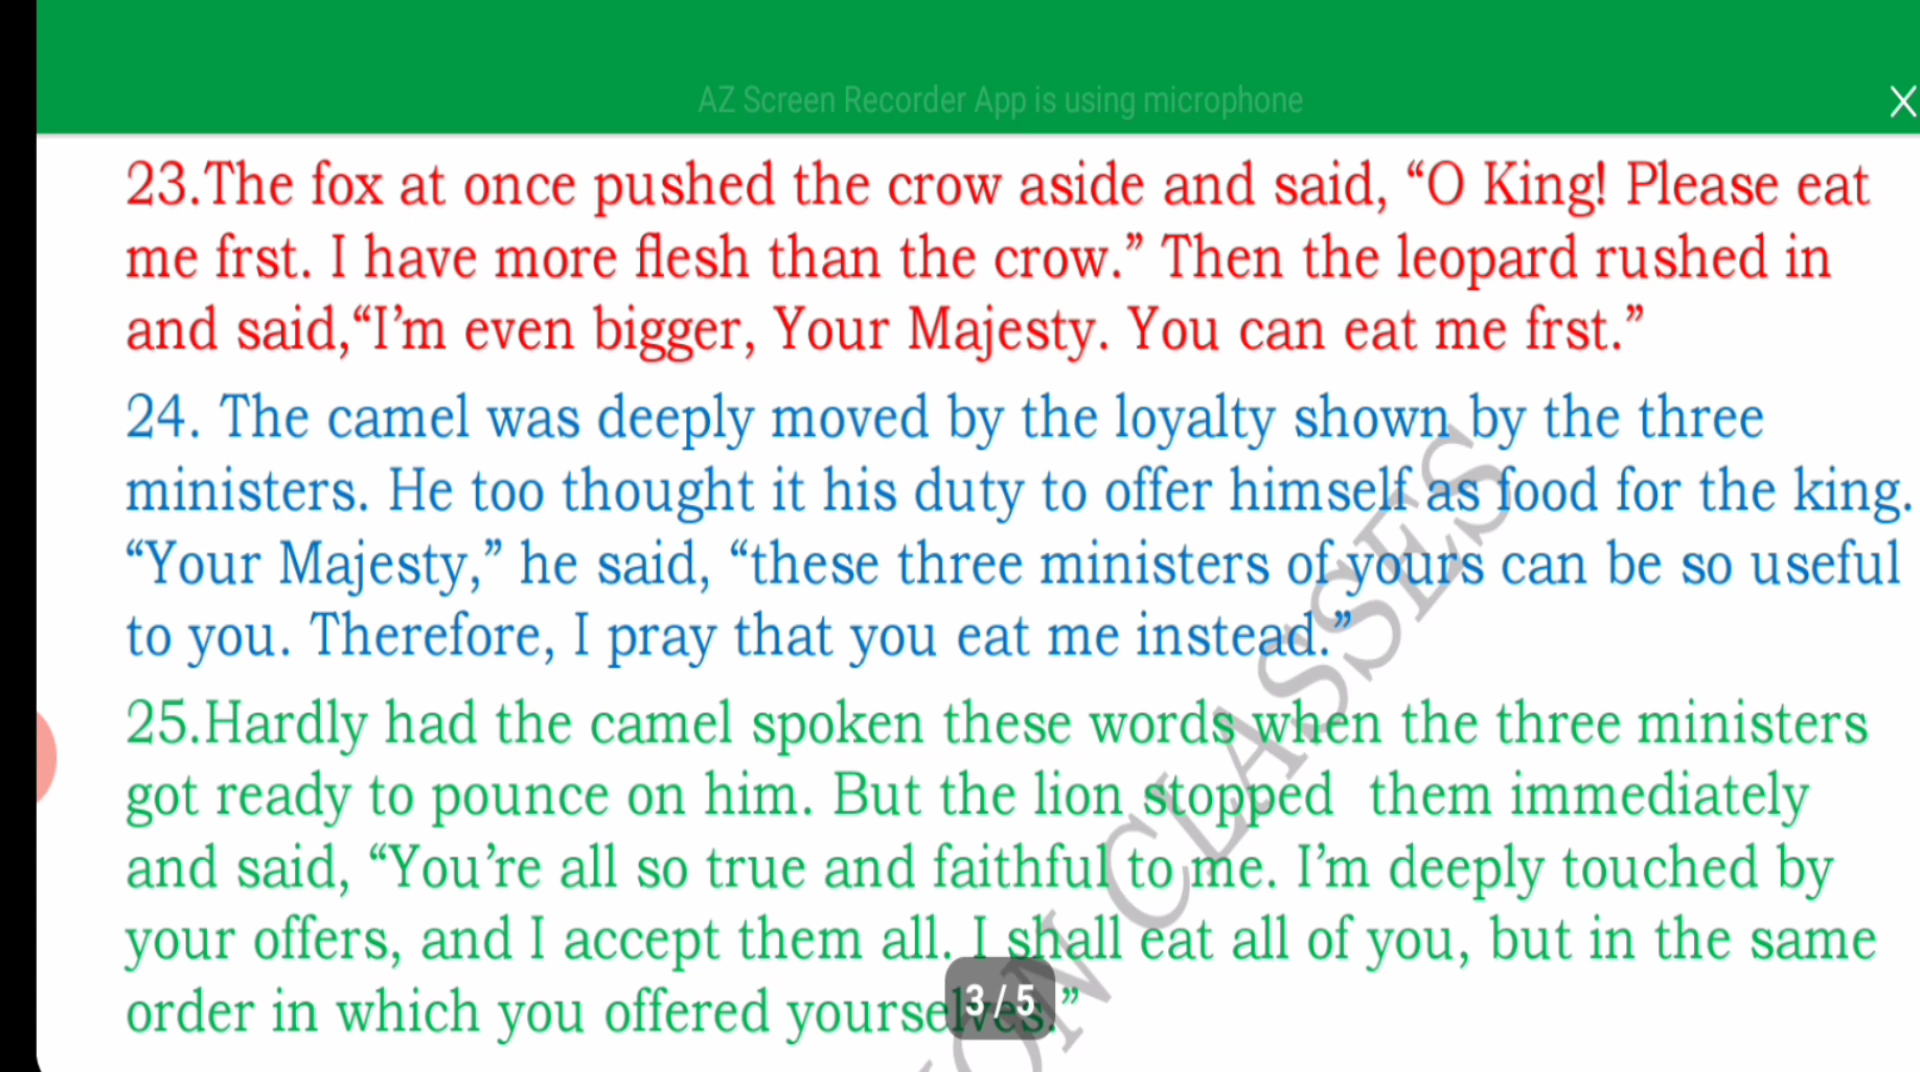 AZ Screen Recorder App is using microphone
X
23.The fox at once pushed the crow aside and said, “O King! Please eat
me frst. I have more flesh than the crow.” Then the leopard rushed in
and said,“I’m even bigger, Your Majesty. You can eat me frst.”
24. The camel was deeply moved by the loyalty shown by the three
ministers. He too thought it his duty to offer himself as food for the king.
“Your Majesty,” he said, “these three ministers of yours can be so useful
to you. Therefore, I pray that you eat me instead.”
25.Hardly had the camel spoken these words when the three ministers
got ready to pounce on him. But the lion stopped  them immediately
and said, “You’re all so true and faithful to me. I’m deeply touched by
your offers, and I accept them all. I shall eat all of you, but in the same
order in which you offered yourselves.”
3/5
CLASSES